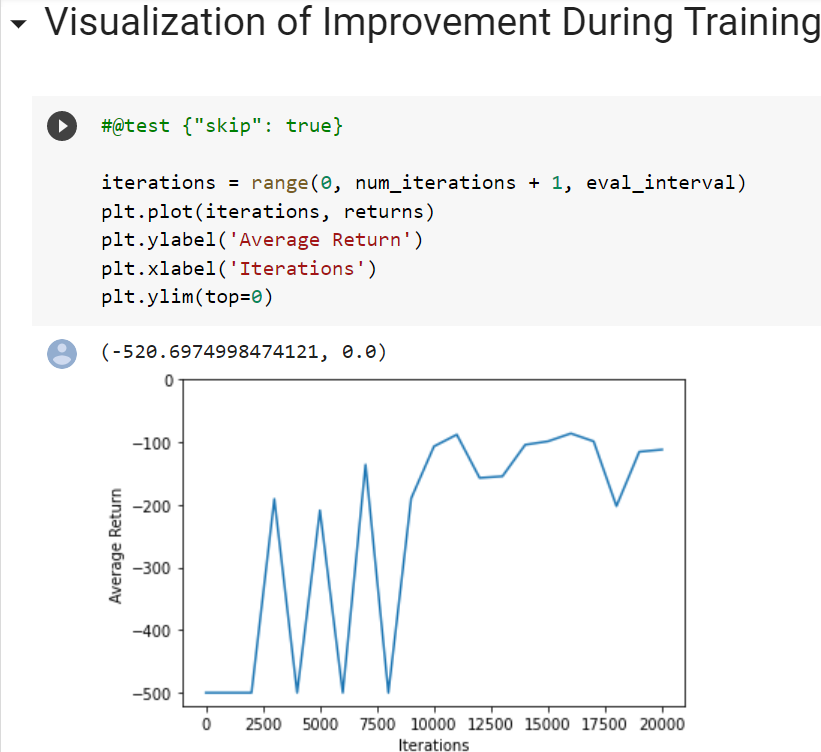 Visualization of Improvement During Training
#@test {"skip": true}
iterations = range(0, num_iterations + 1, eval_interval)
plt.plot(iterations, returns)
plt.ylabel('Average Return')
plt.xlabel('Iterations')
plt.ylim(top=0)
(-520.6974998474121, 0.0)
0
−100
−200
−300
−400
−500
Average Return
0 2500 5000 7500 10000 12500 15000 17500 20000
Iterations